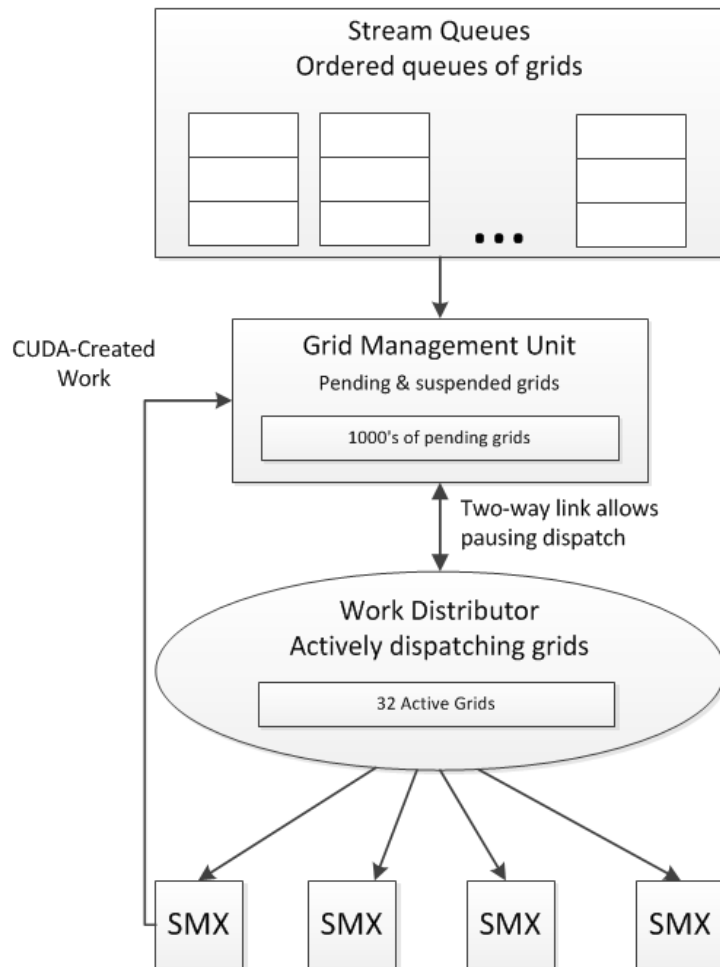 Stream Queues
Ordered queues of grids
...
CUDA-Created
Work
Grid Management Unit
Pending & suspended grids
1000's of pending grids
Two-way link allows
pausing dispatch
Work Distributor
Actively dispatching grids
32 Active Grids
SMX
SMX
SMX
SMX